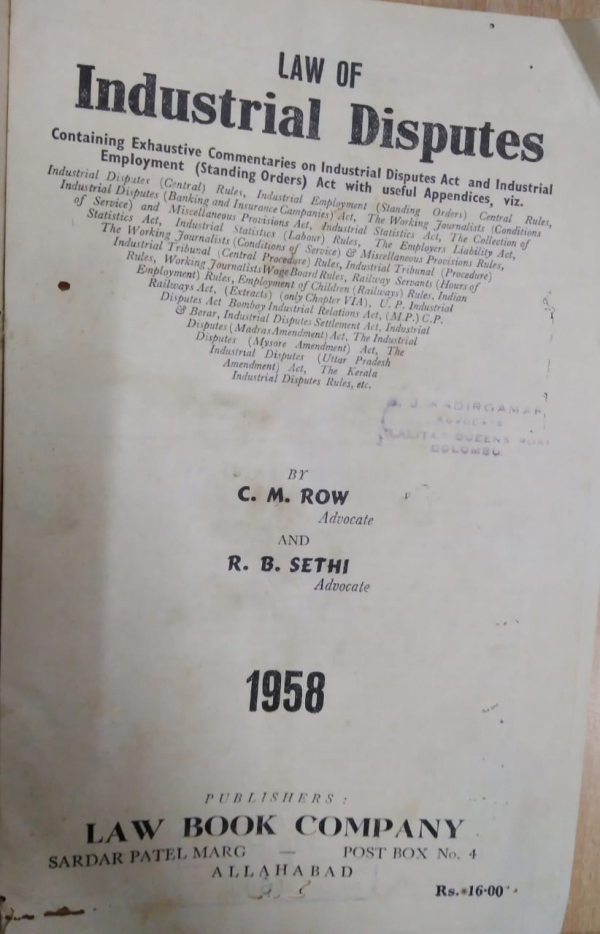 LAW OF
Industrial Disputes
Containing Exhaustive Commentaries on Industrial Disputes Act and Industrial
Employment (Standing Orders) Act with useful Appendices, viz.
Industrial Disputes (Central) Rules, Industrial Employment (Standing Orders) Central Rules,
Industrial Disputes (Banking and Insurance Campanies) Act, The Working Journalists (Conditions
of Service) and Miscellaneous Provisions Act, Industrial Statistics Act, The Collection of
Statistics Act, Industrial Statistics (Labour) Rules, The Employers Liability Act,
The Working Journalists (Conditions of Service) & Miscellaneous Provisions Rules,
Industrial Tribunal (Central Procedure) Rules, Industrial Tribunal (Procedure)
Rules, Working Journalists Wage Board Rules, Railway Servants (Hours of
Employment) Rules, Employment of Children (Railways) Rules, Indian
Railways Act, (Extracts) (only Chapter VIA), U. P. Industrial
Disputes Act Bombay Industrial Relations Act, (M.P.) C.P.
& Berar, Industrial Disputes Settlement Act, Industrial
Disputes (Madras Amendment) Act, The Industrial
Disputes (Mysore Amendment) Act, The
Industrial Disputes (Uttar Pradesh
Amendment) Act, The Kerala
Industrial Disputes Rules, etc.
KADIRGAMAR
ADVOCATE
QUEENS
COLOMBO
BY
C. M. ROW
Advocate
AND
R. B. SETHI
Advocate
1958
PUBLISHERS:
LAW BOOK COMPANY
SARDAR PATEL MARG — POST BOX No. 4
ALLAHABAD
Rs. 16·00